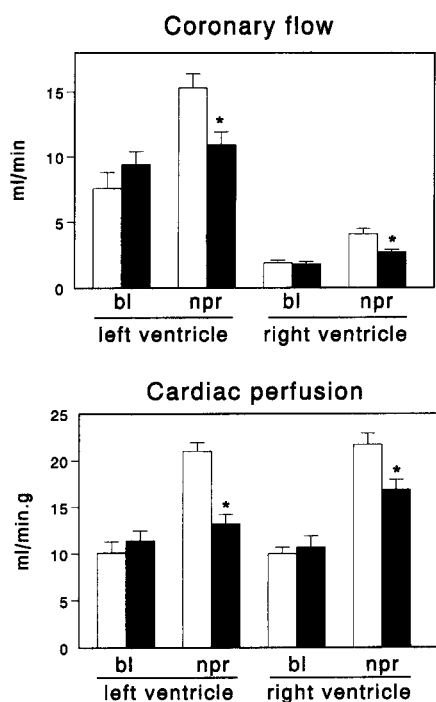 Coronary flow
ml/min
15
10
5
0
*
*
bl npr bl npr
left ventricle right ventricle
Cardiac perfusion
ml/min.g
25
20
15
10
5
0
*
*
bl npr bl npr
left ventricle right ventricle